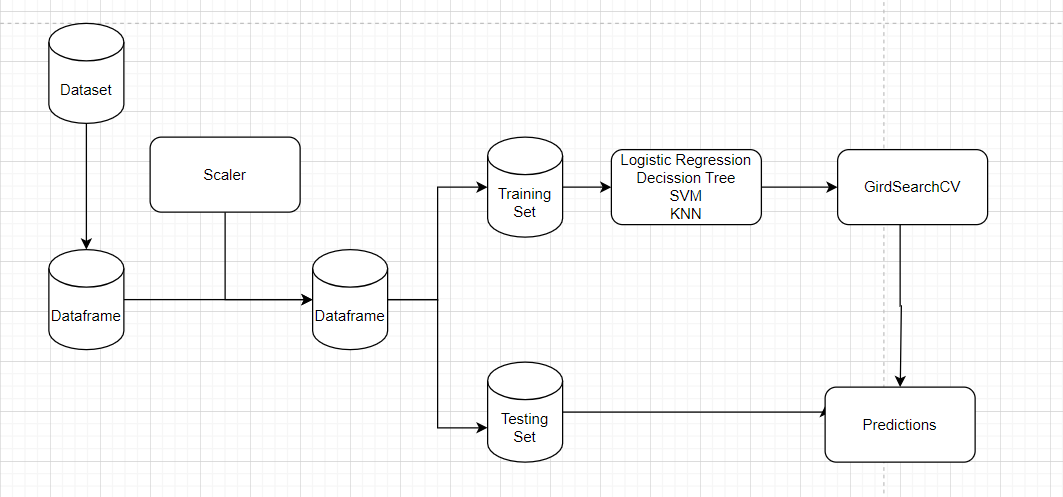 Dataset
Scaler
Dataframe
Dataframe
Training
Set
Logistic Regression
Decission Tree
SVM
KNN
GirdSearchCV
Testing
Set
Predictions